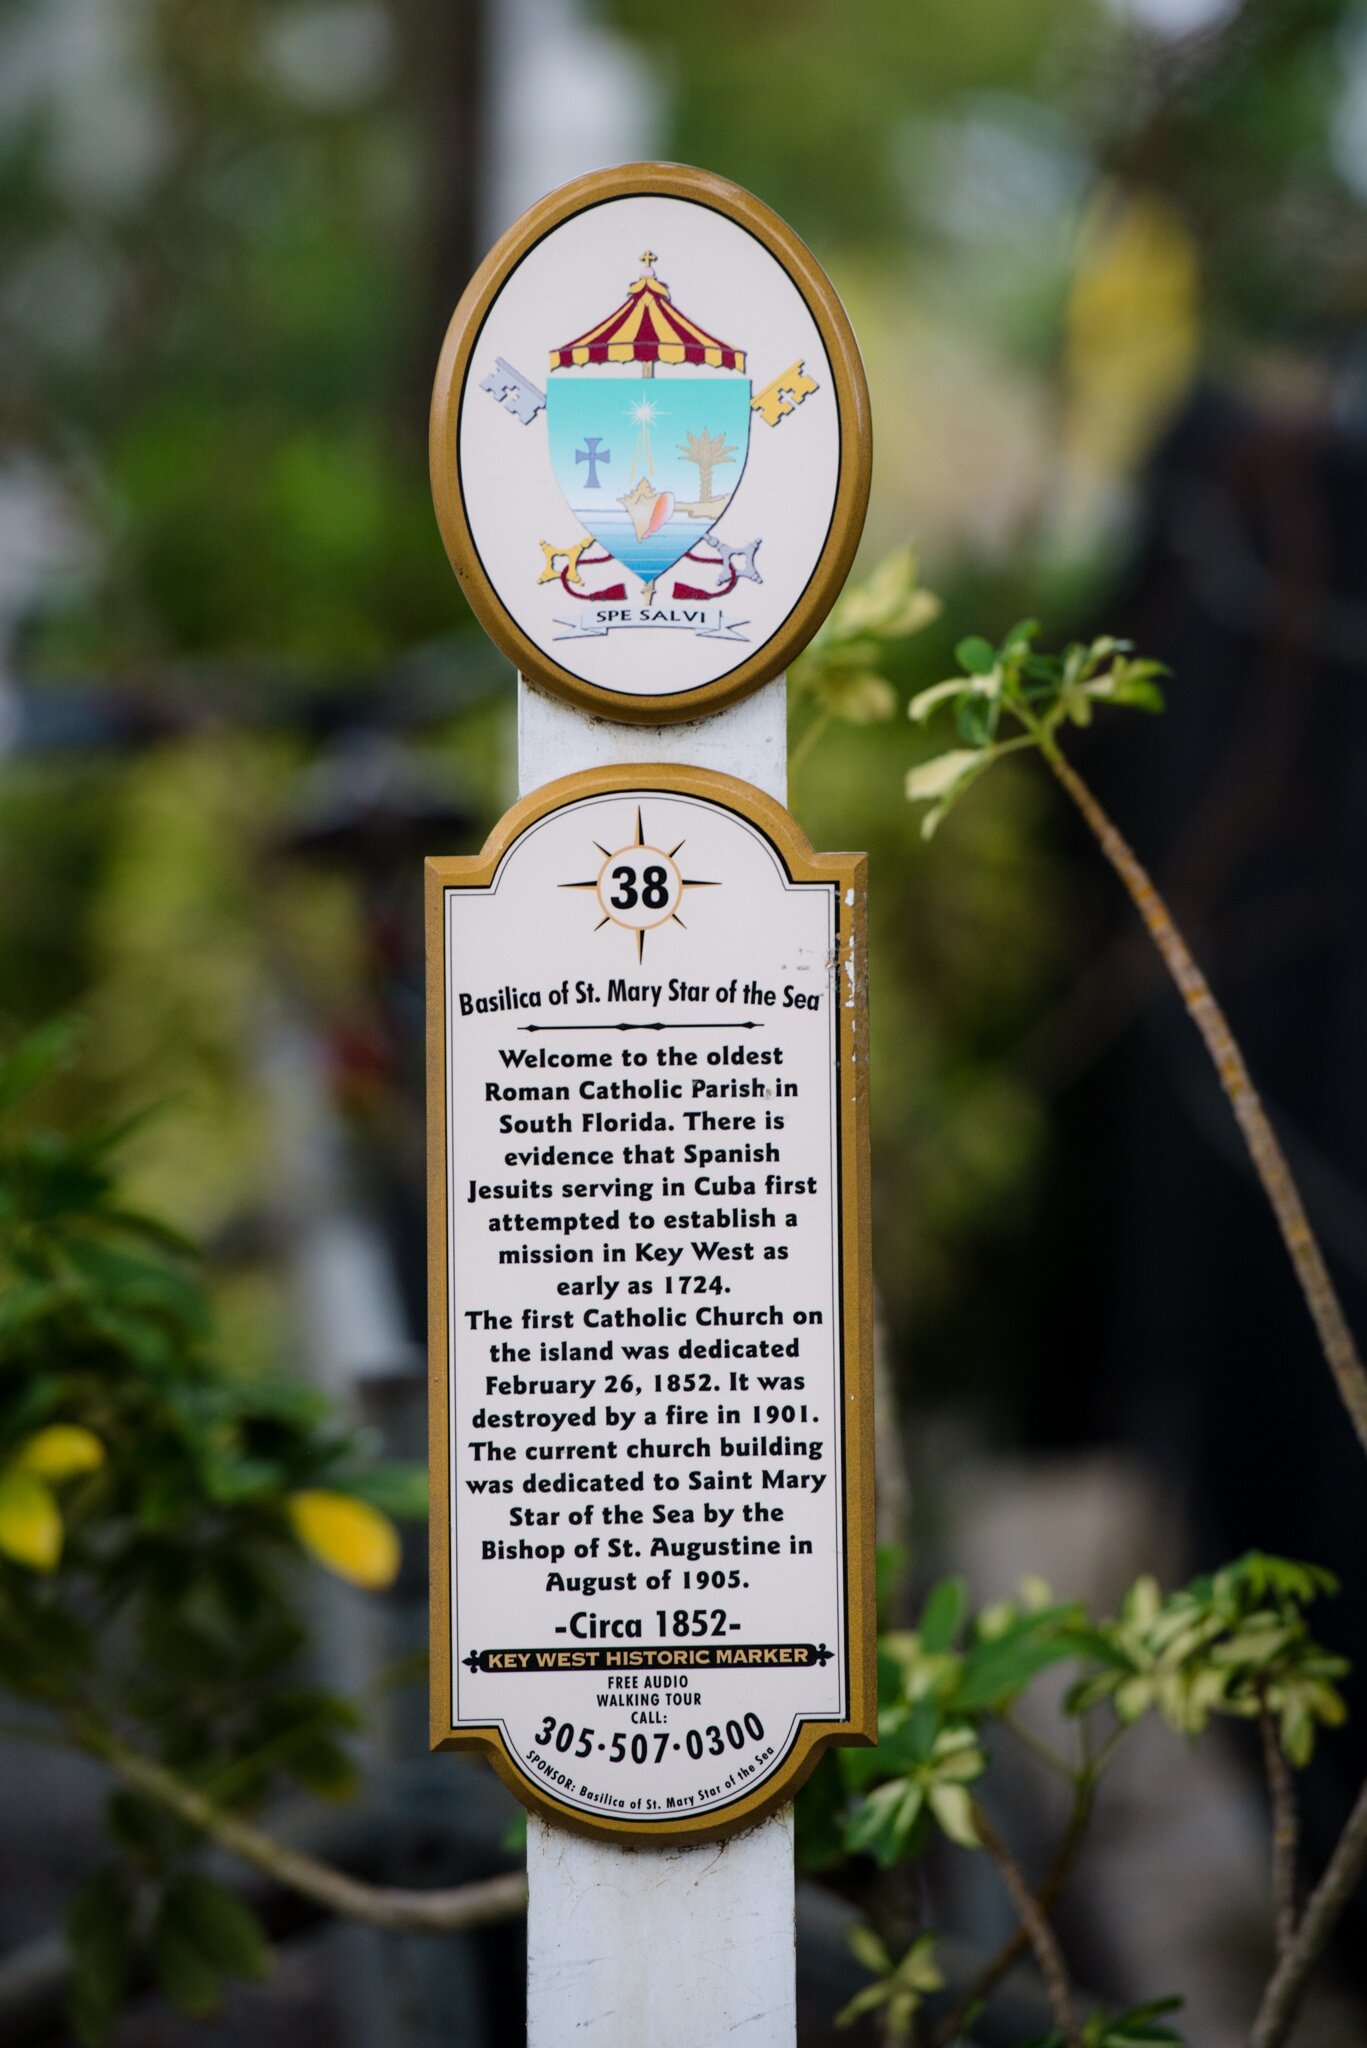 SPE SALVI
38
Basilica of St. Mary Star of the Sea
Welcome to the oldest
Roman Catholic Parish in
South Florida. There is
evidence that Spanish
Jesuits serving in Cuba first
attempted to establish a
mission in Key West as
early as 1724.
The first Catholic Church on
the island was dedicated
February 26, 1852. It was
destroyed by a fire in 1901.
The current church building
was dedicated to Saint Mary
Star of the Sea by the
Bishop of St. Augustine in
August of 1905.
-Circa 1852-
KEY WEST HISTORIC MARKER
FREE AUDIO
WALKING TOUR
CALL:
305·507·0300
SPONSOR: Basilica of St. Mary Star of the Sea